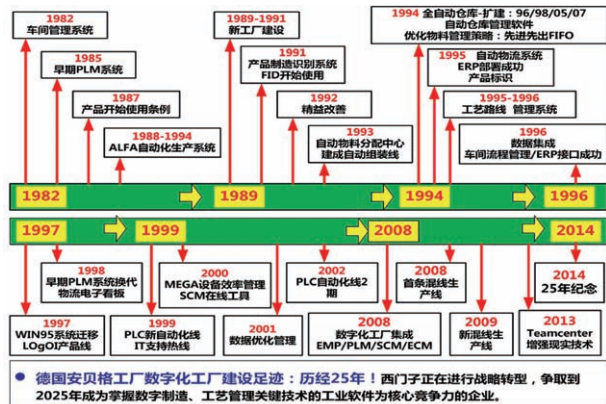 1982
车间管理系统
1985
早期PLM系统
1987
产品开始使用条例
1988-1994
ALFA自动化生产系统
1989-1991
新工厂建设
1991
产品制造识别系统
FID开始使用
1992
精益改善
1993
自动物料分配中心
建成自动组装线
1994 全自动仓库-扩建：96/98/05/07
自动仓库管理软件
优化物料管理策略：先进先出FIFO
1995 自动物流系统
ERP部署成功
产品标识
1995-1996
工艺路线 管理系统
1996
数据集成
车间流程管理/ERP接口成功
1982
1989
1994
1996
1997
1999
2008
2014
1998
早期PLM系统换代
物流电子看板
1997
WIN95系统迁移
LOgOI产品线
1999
PLC新自动化线
IT支持热线
2000
MEGA设备效率管理
SCM在线工具
2001
数据优化管理
2002
PLC自动化线2
期
2008
数字化工厂集成
EMP/PLM/SCM/ECM
2008
首条混线生
产线
2009
新混线生
产线
2013
Teamcenter
增强现实技术
2014
25年纪念
德国安贝格工厂数字化工厂建设足迹：历经25年！西门子正在进行战略转型，争取到
2025年成为掌握数字制造、工艺管理关键技术的工业软件为核心竞争力的企业。